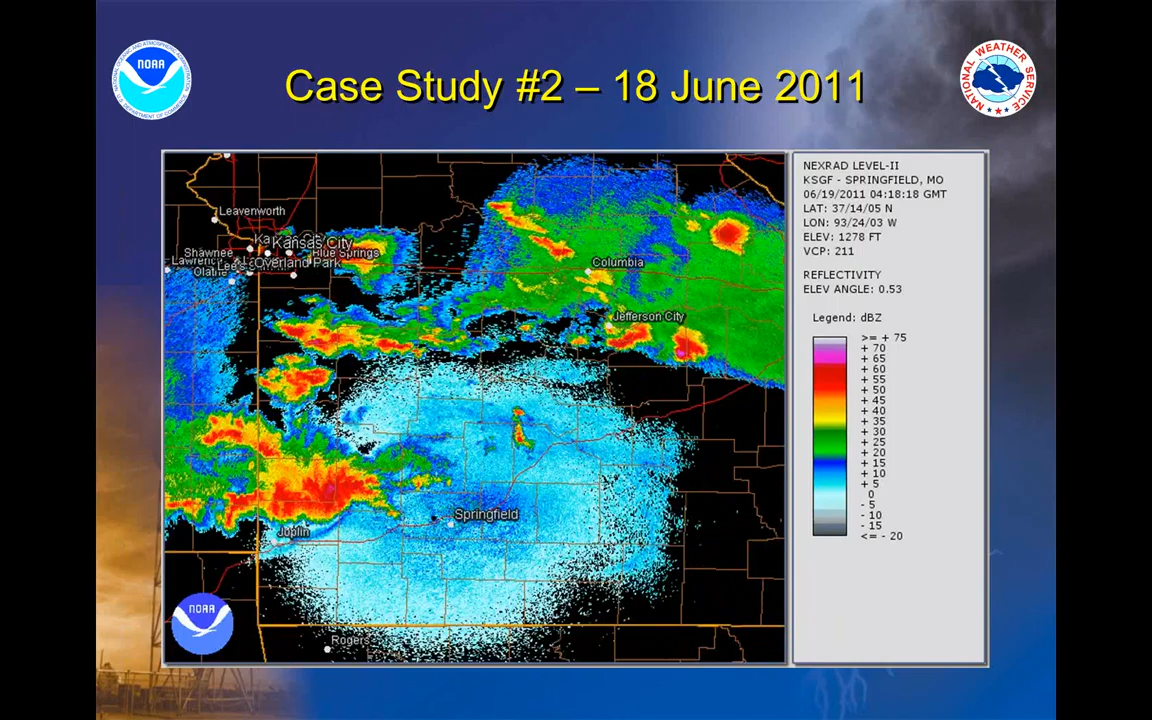 NOAA
Case Study #2 – 18 June 2011
NATIONAL WEATHER SERVICE
NEXRAD LEVEL-II
KSGF - SPRINGFIELD, MO
06/19/2011 04:18:18 GMT
LAT: 37/14/05 N
LON: 93/24/03 W
ELEV: 1278 FT
VCP: 211
REFLECTIVITY
ELEV ANGLE: 0.53
Legend: dBZ
>= + 75
+ 70
+ 65
+ 60
+ 55
+ 50
+ 45
+ 40
+ 35
+ 30
+ 25
+ 20
+ 15
+ 10
+ 5
0
- 5
- 10
- 15
<= - 20
Leavenworth
Kansas City
Shawnee
Blue Springs
Overland Park
Columbia
Jefferson City
Springfield
Joplin
NOAA
Rogers